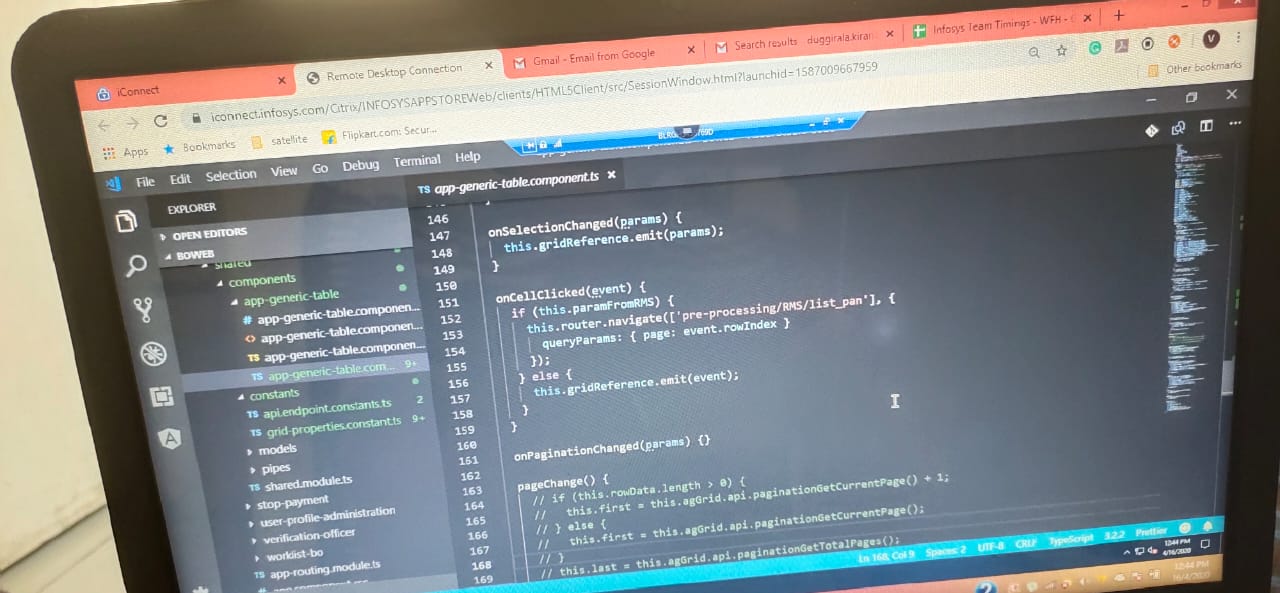 iConnect
Remote Desktop Connection
Gmail - Email from Google
Search results duggirala.kiran
Infosys Team Timings - WFH -
iconnect.infosys.com/Citrix/INFOSYSAPPSTOREWeb/clients/HTML5Client/src/SessionWindow.html?launchid=1587009667959
V
Apps
Bookmarks
satellite
Flipkart.com: Secur...
Other bookmarks
File Edit Selection View Go Debug Terminal Help
EXPLORER
OPEN EDITORS
BOWEB
shared
components
app-generic-table
# app-generic-table.componen...
<> app-generic-table.componen...
TS app-generic-table.componen...
TS app-generic-table.com... 9+
constants
TS api.endpoint.constants.ts 2
TS grid-properties.constant.ts 9+
models
pipes
TS shared.module.ts
stop-payment
user-profile-administration
verification-officer
worklist-bo
TS app-routing.module.ts
TS app-generic-table.component.ts
146
147 onSelectionChanged(params) {
148 this.gridReference.emit(params);
149 }
150
151 onCellClicked(event) {
152 if (this.paramFromRMS) {
153 this.router.navigate(['pre-processing/RMS/list_pan'], {
154 queryParams: { page: event.rowIndex }
155 });
156 } else {
157 this.gridReference.emit(event);
158 }
159 }
160
161 onPaginationChanged(params) {}
162
163 pageChange() {
164 // if (this.rowData.length > 0) {
165 // this.first = this.agGrid.api.paginationGetCurrentPage() + 1;
166 // } else {
167 // this.first = this.agGrid.api.paginationGetCurrentPage();
168 // }
169 // this.last = this.agGrid.api.paginationGetTotalPages();
Ln 168, Col 9 Spaces: 2 UTF-8 CRLF TypeScript 3.2.2 Prettier
12:44 PM
4/16/2020
12:44 PM
16/4/2020